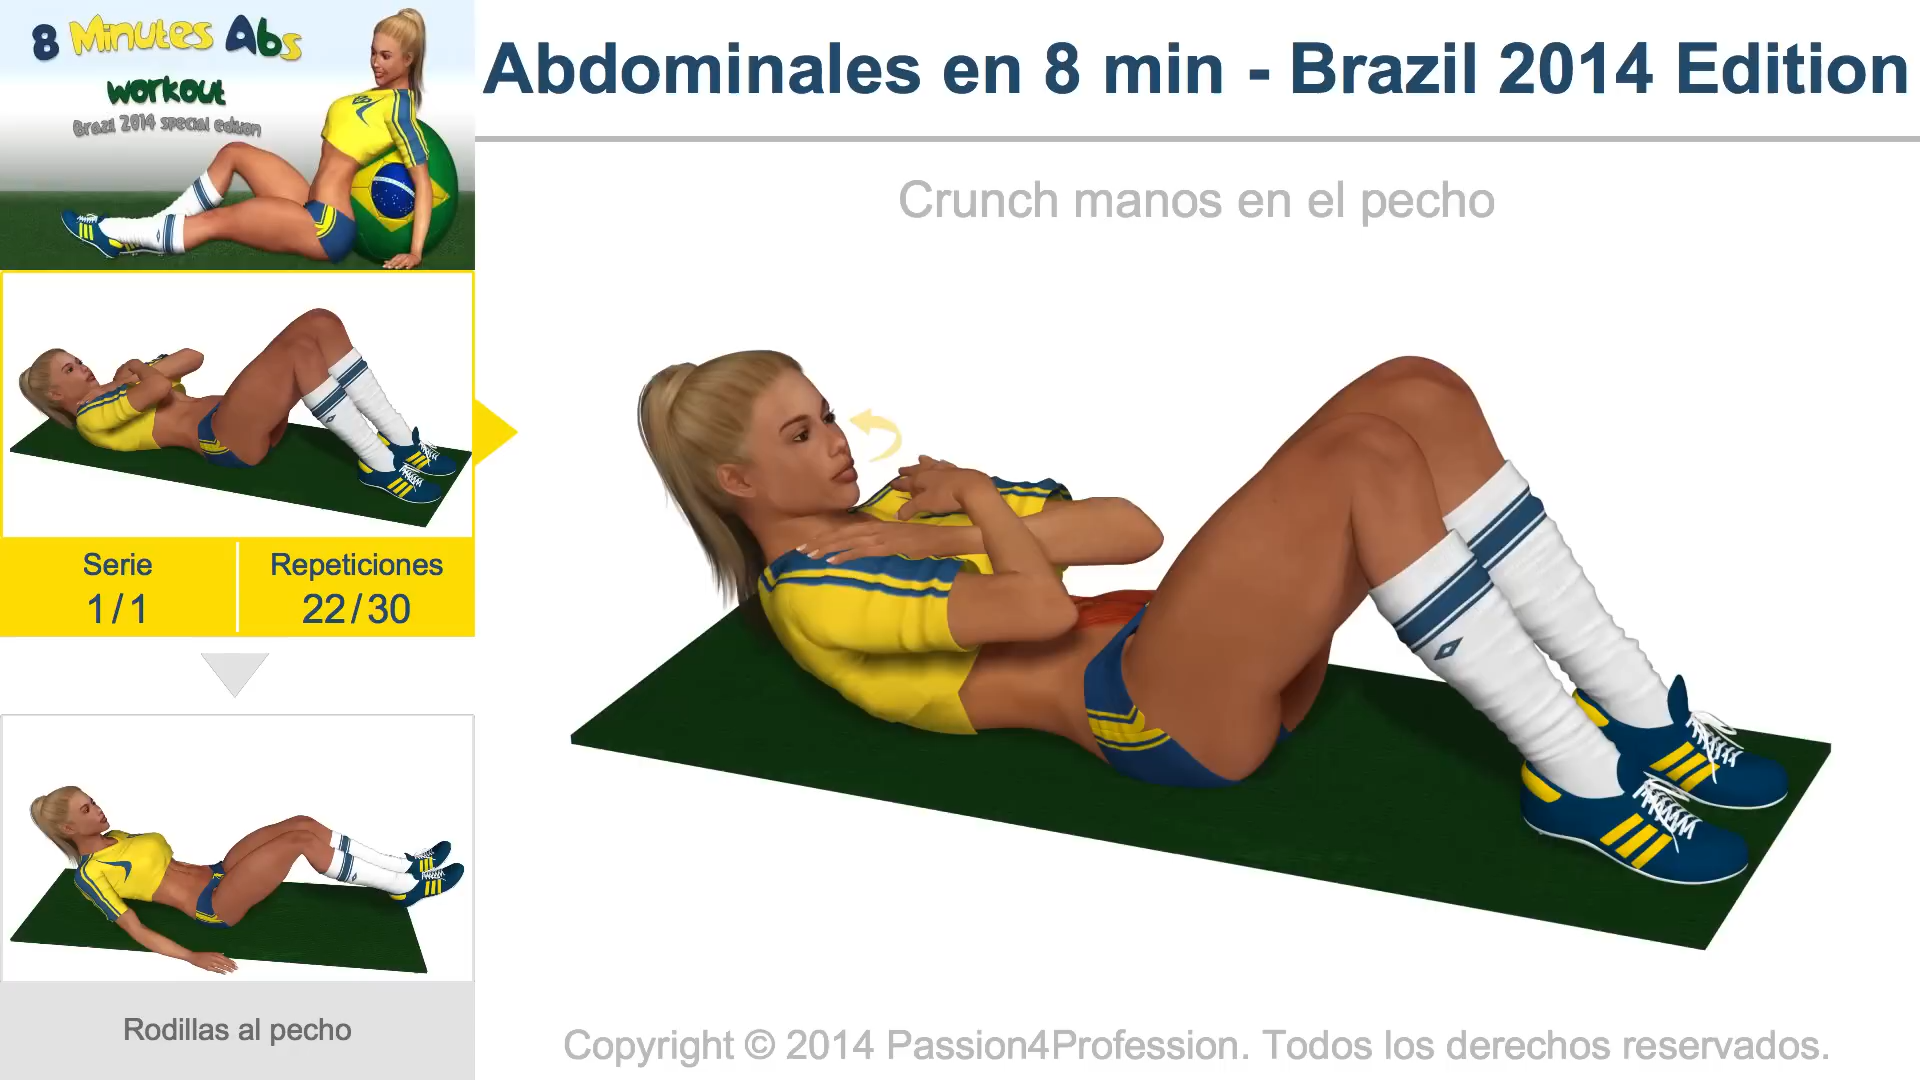 8 Minutes Abs
workout
Brazil 2014 special edition
Abdominales en 8 min - Brazil 2014 Edition
Crunch manos en el pecho
Serie
1/1
Repeticiones
22/30
Rodillas al pecho
Copyright © 2014 Passion4Profession. Todos los derechos reservados.